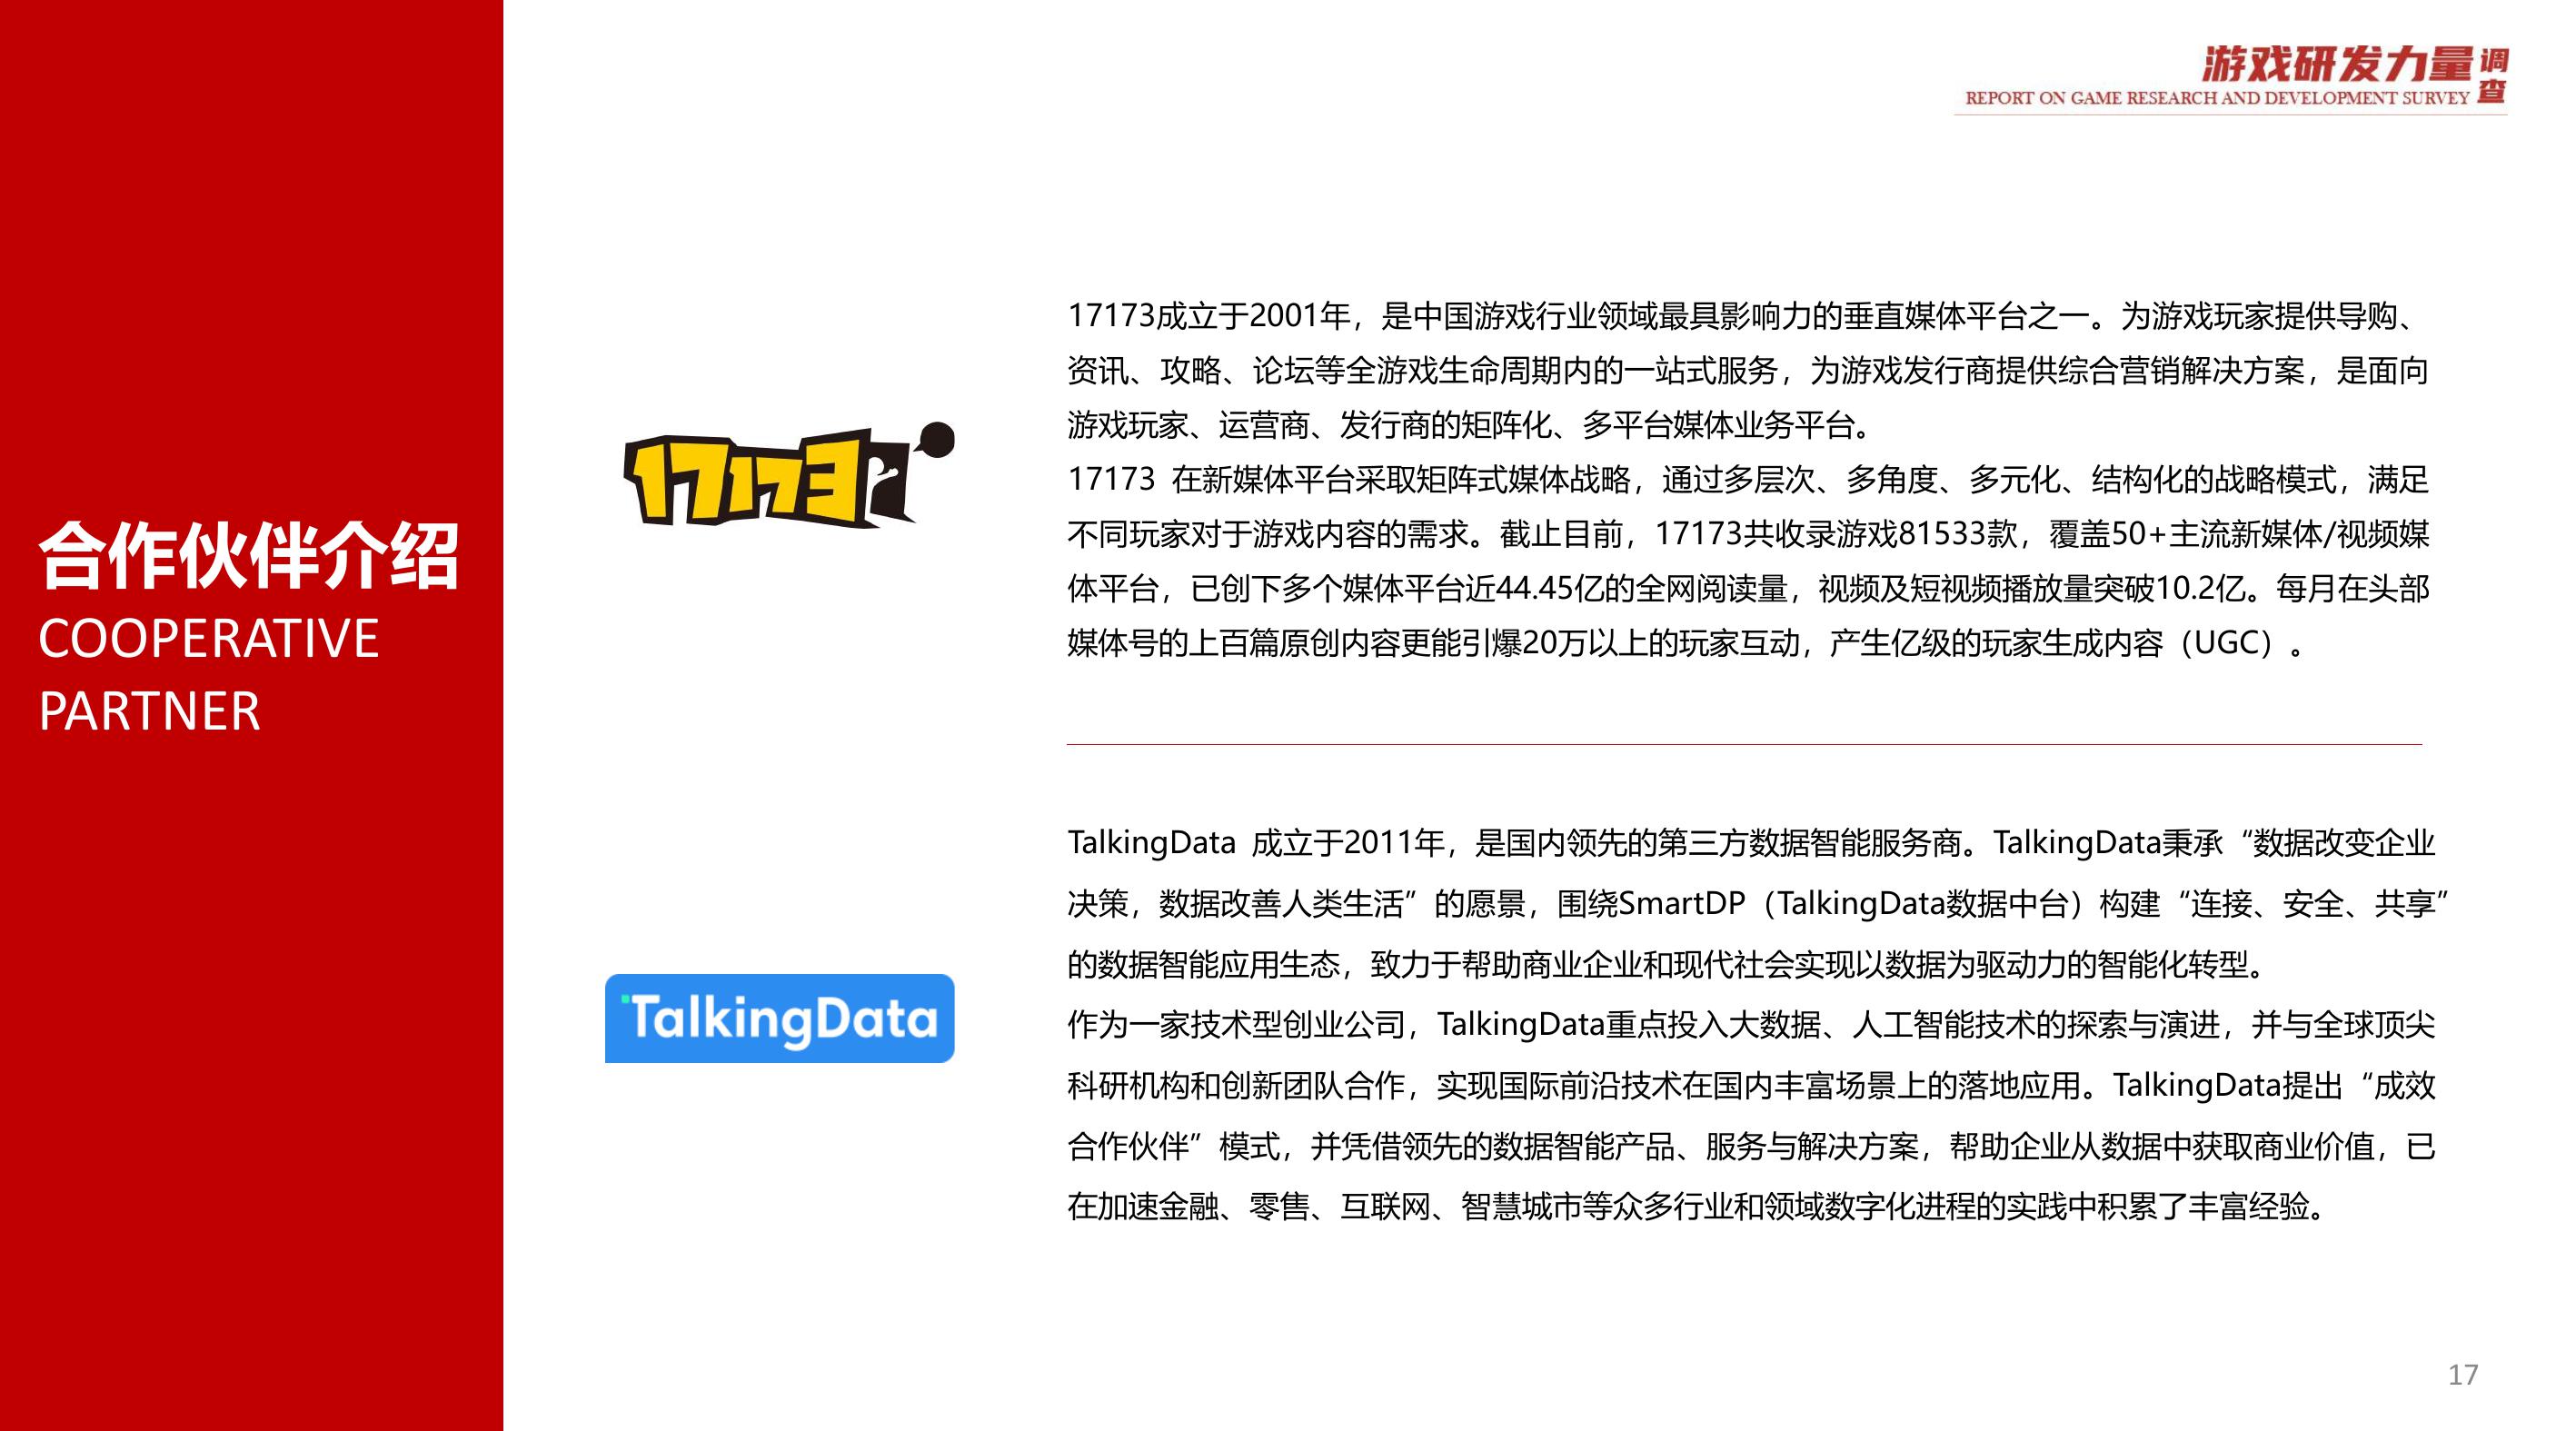 游戏研发力量调查
REPORT ON GAME RESEARCH AND DEVELOPMENT SURVEY
合作伙伴介绍
COOPERATIVE
PARTNER
17173
17173成立于2001年，是中国游戏行业领域最具影响力的垂直媒体平台之一。为游戏玩家提供导购、
资讯、攻略、论坛等全游戏生命周期内的一站式服务，为游戏发行商提供综合营销解决方案，是面向
游戏玩家、运营商、发行商的矩阵化、多平台媒体业务平台。
17173 在新媒体平台采取矩阵式媒体战略，通过多层次、多角度、多元化、结构化的战略模式，满足
不同玩家对于游戏内容的需求。截止目前，17173共收录游戏81533款，覆盖50+主流新媒体/视频媒
体平台，已创下多个媒体平台近44.45亿的全网阅读量，视频及短视频播放量突破10.2亿。每月在头部
媒体号的上百篇原创内容更能引爆20万以上的玩家互动，产生亿级的玩家生成内容（UGC）。
TalkingData
TalkingData 成立于2011年，是国内领先的第三方数据智能服务商。TalkingData秉承“数据改变企业
决策，数据改善人类生活”的愿景，围绕SmartDP（TalkingData数据中台）构建“连接、安全、共享”
的数据智能应用生态，致力于帮助商业企业和现代社会实现以数据为驱动力的智能化转型。
作为一家技术型创业公司，TalkingData重点投入大数据、人工智能技术的探索与演进，并与全球顶尖
科研机构和创新团队合作，实现国际前沿技术在国内丰富场景上的落地应用。TalkingData提出“成效
合作伙伴”模式，并凭借领先的数据智能产品、服务与解决方案，帮助企业从数据中获取商业价值，已
在加速金融、零售、互联网、智慧城市等众多行业和领域数字化进程的实践中积累了丰富经验。
17